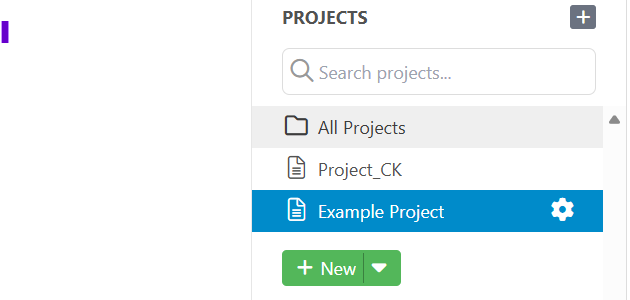 PROJECTS
Search projects...
All Projects
Project_CK
Example Project
New